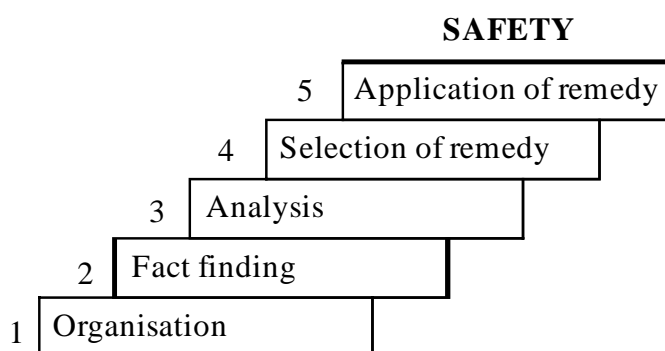 SAFETY
5 Application of remedy
4 Selection of remedy
3 Analysis
2 Fact finding
1 Organisation